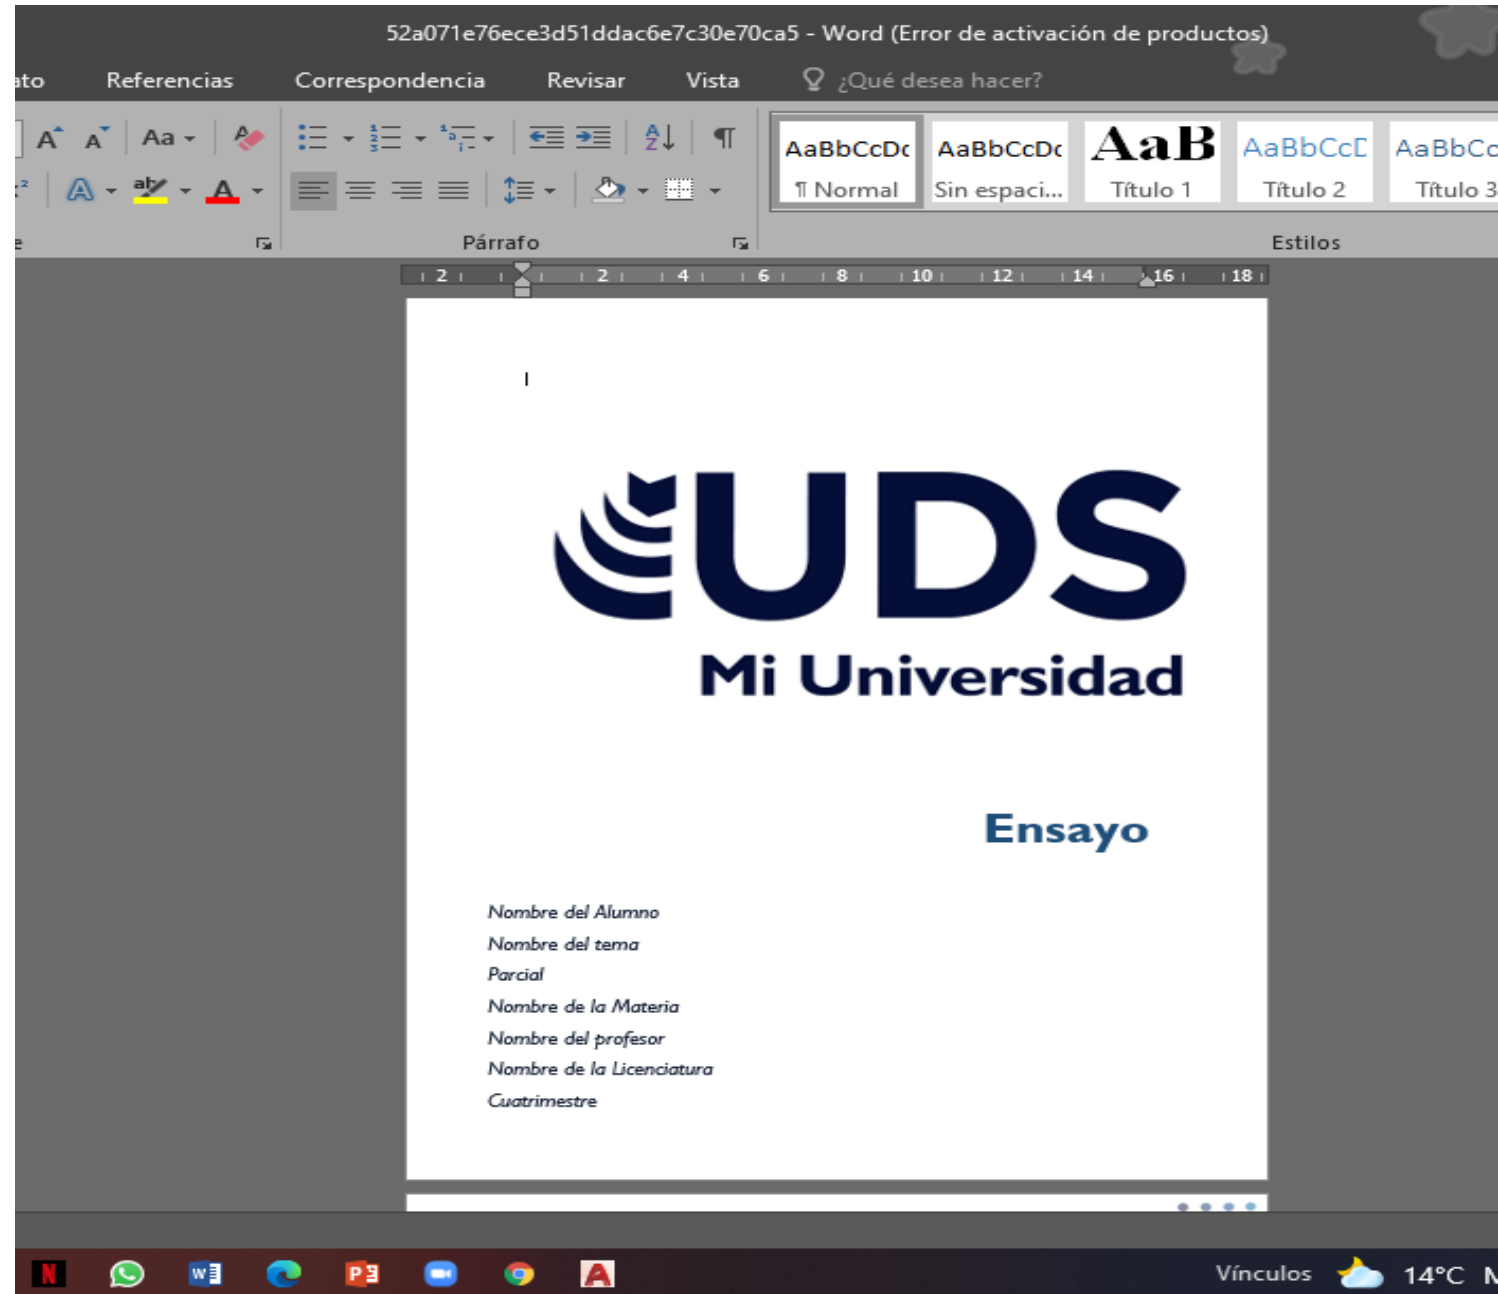 52a071e76ece3d51ddac6e7c30e70ca5 - Word (Error de activación de productos)
ato Referencias Correspondencia Revisar Vista ¿Qué desea hacer?
Aa
AaBbCcDc AaBbCcDc AaB AaBbCcD AaBbCc
¶ Normal Sin espaci... Título 1 Título 2 Título 3
Párrafo Estilos
2 2 4 6 8 10 12 14 16 18
UDS
Mi Universidad
Ensayo
Nombre del Alumno
Nombre del tema
Parcial
Nombre de la Materia
Nombre del profesor
Nombre de la Licenciatura
Cuatrimestre
Vínculos 14°C